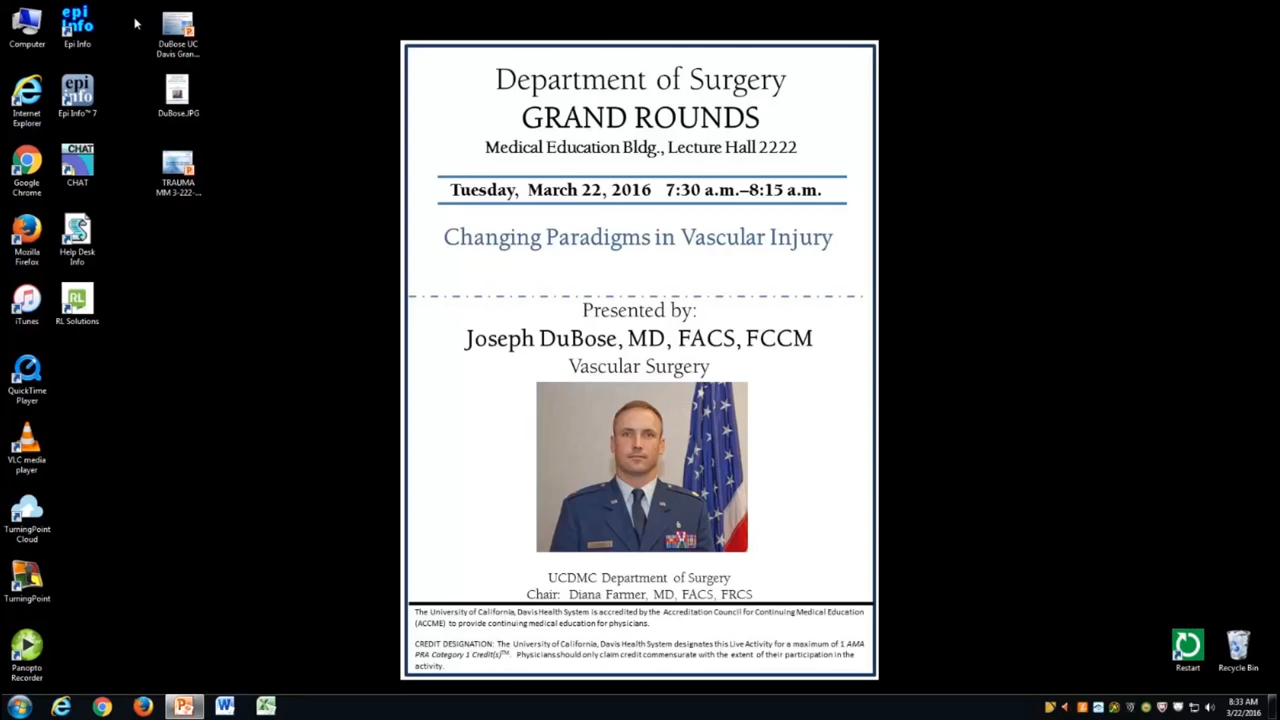 Computer
epi info
Epi Info
DuBose UC
Davis Gran...
Internet
Explorer
epi info
Epi Info™ 7
DuBose.JPG
Google
Chrome
CHAT
CHAT
TRAUMA
MM 3-222-...
Mozilla
Firefox
Help Desk
Info
iTunes
RL
RL Solutions
QuickTime
Player
VLC media
player
TurningPoint
Cloud
TurningPoint
Panopto
Recorder
Department of Surgery
GRAND ROUNDS
Medical Education Bldg., Lecture Hall 2222
Tuesday, March 22, 2016 7:30 a.m.–8:15 a.m.
Changing Paradigms in Vascular Injury
Presented by:
Joseph DuBose, MD, FACS, FCCM
Vascular Surgery
UCDMC Department of Surgery
Chair: Diana Farmer, MD, FACS, FRCS
The University of California, Davis Health System is accredited by the Accreditation Council for Continuing Medical Education
(ACCME) to provide continuing medical education for physicians.
CREDIT DESIGNATION: The University of California, Davis Health System designates this Live Activity for a maximum of 1 AMA
PRA Category 1 Credit(s)™. Physicians should only claim credit commensurate with the extent of their participation in the
activity.
Restart
Recycle Bin
8:33 AM
3/22/2016